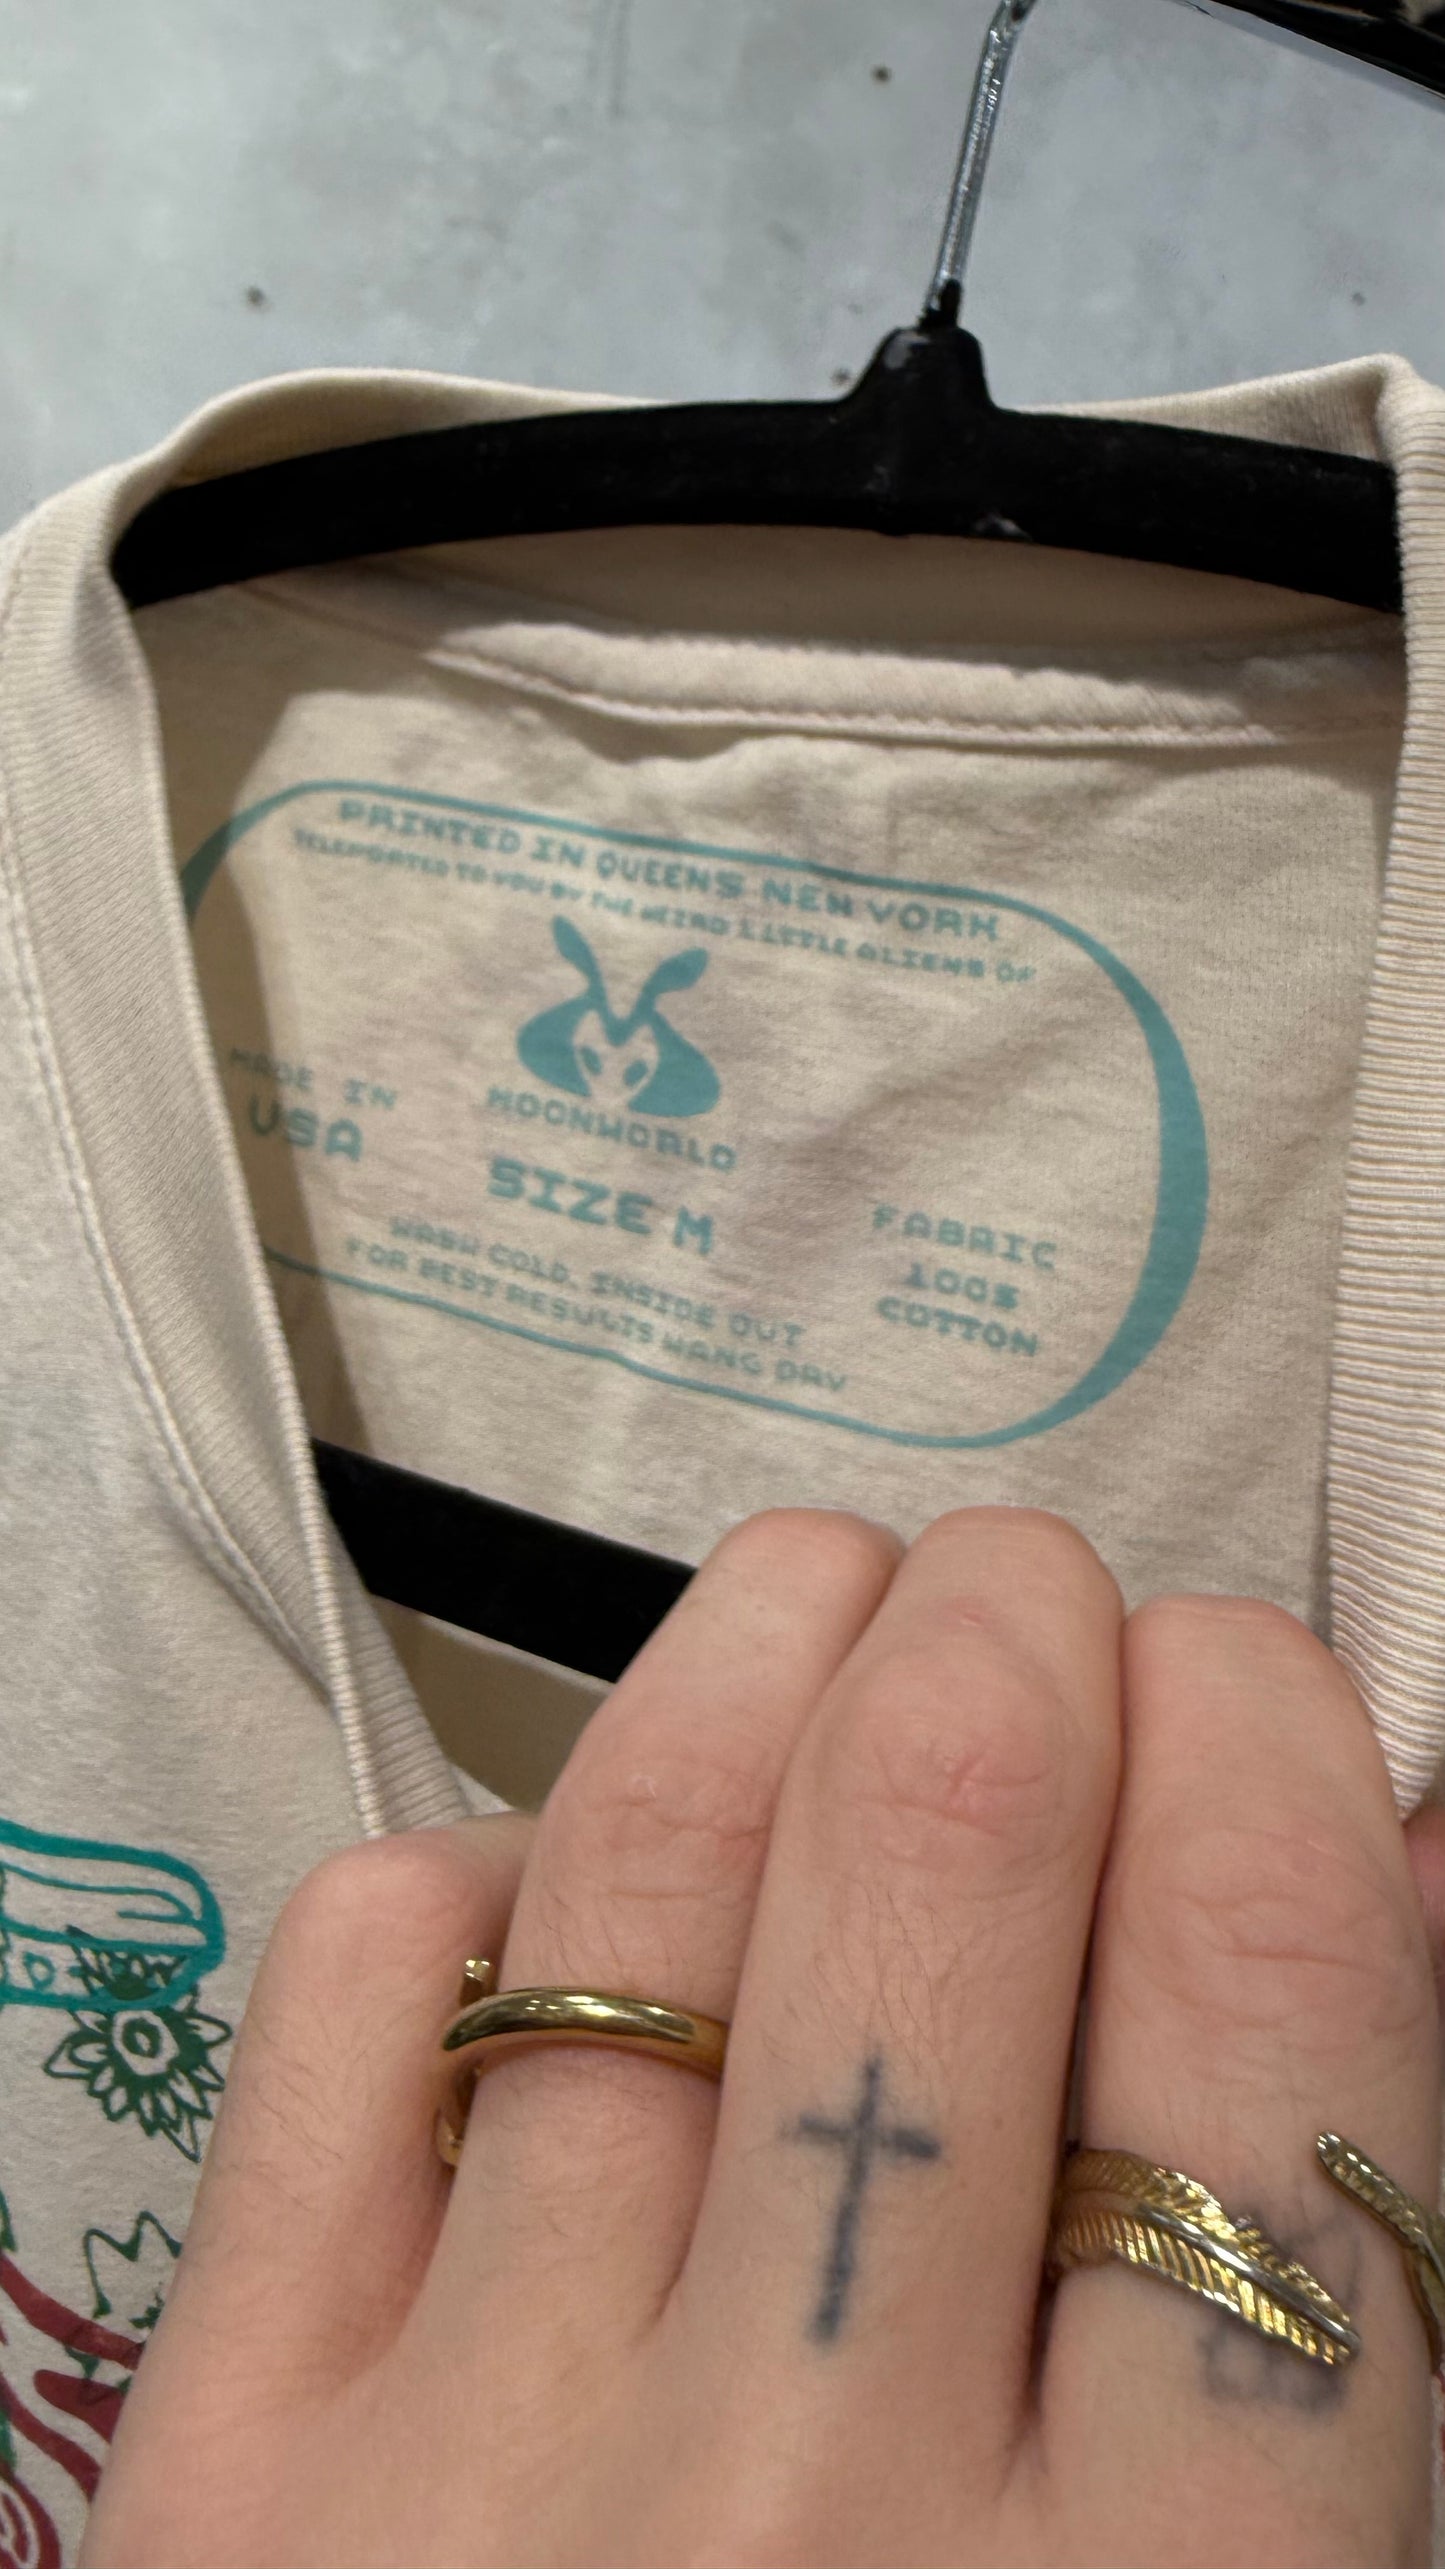 PRINTED IN QUEENS NEW YORK
TELEPORTED TO YOU BY THE WEIRD LITTLE ALIENS OF
MOONWORLD
MADE IN
USA
SIZE M
FABRIC
100%
COTTON
WASH COLD, INSIDE OUT
FOR BEST RESULTS HANG DRY